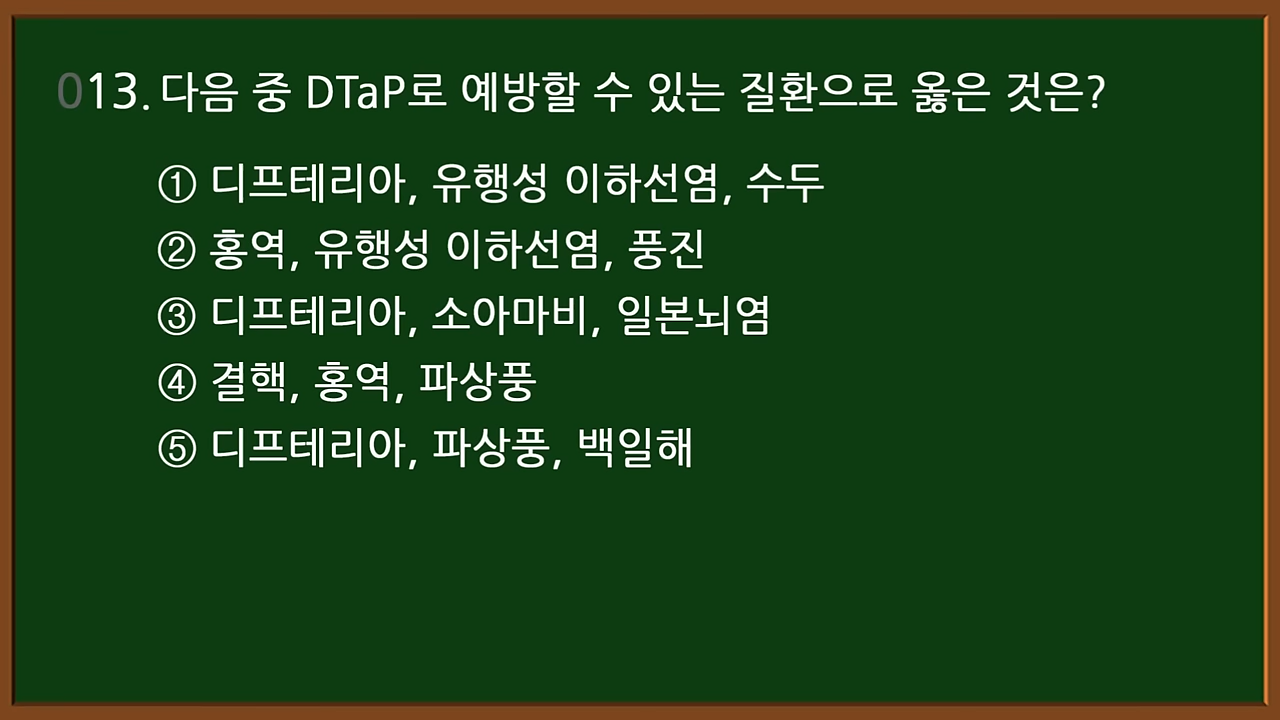 013. 다음 중 DTaP로 예방할 수 있는 질환으로 옳은 것은?
① 디프테리아, 유행성 이하선염, 수두
② 홍역, 유행성 이하선염, 풍진
③ 디프테리아, 소아마비, 일본뇌염
④ 결핵, 홍역, 파상풍
⑤ 디프테리아, 파상풍, 백일해